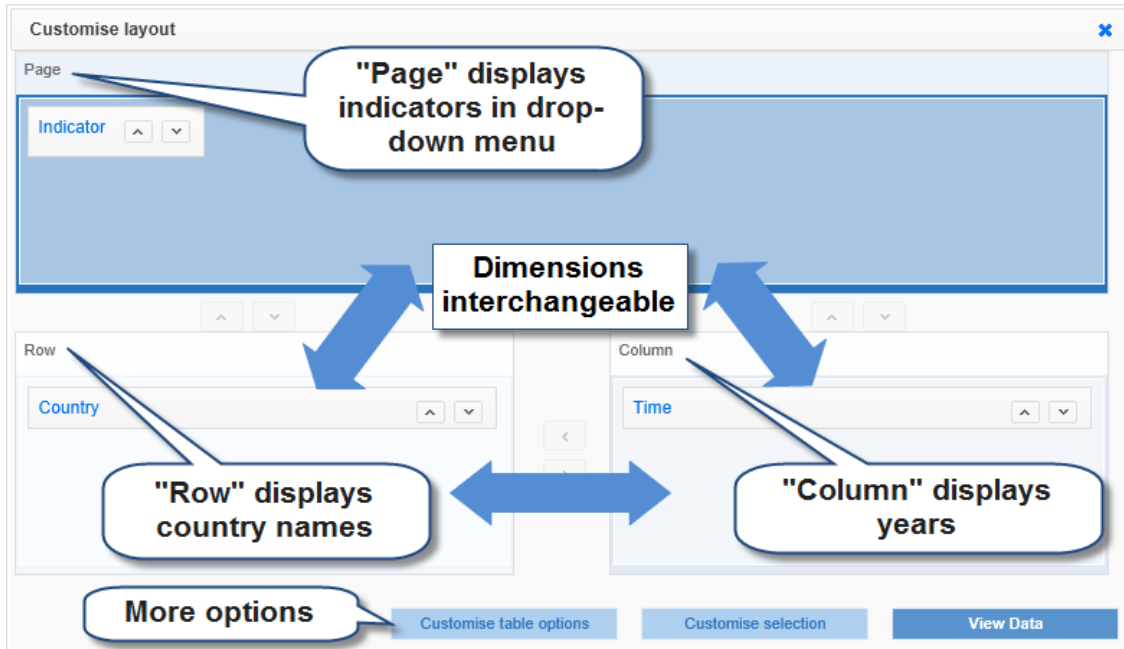 Customise layout
Page
"Page" displays
indicators in drop-
down menu
Indicator
Dimensions
interchangeable
Row
Column
Country
Time
"Row" displays
country names
"Column" displays
years
More options
Customise table options
Customise selection
View Data